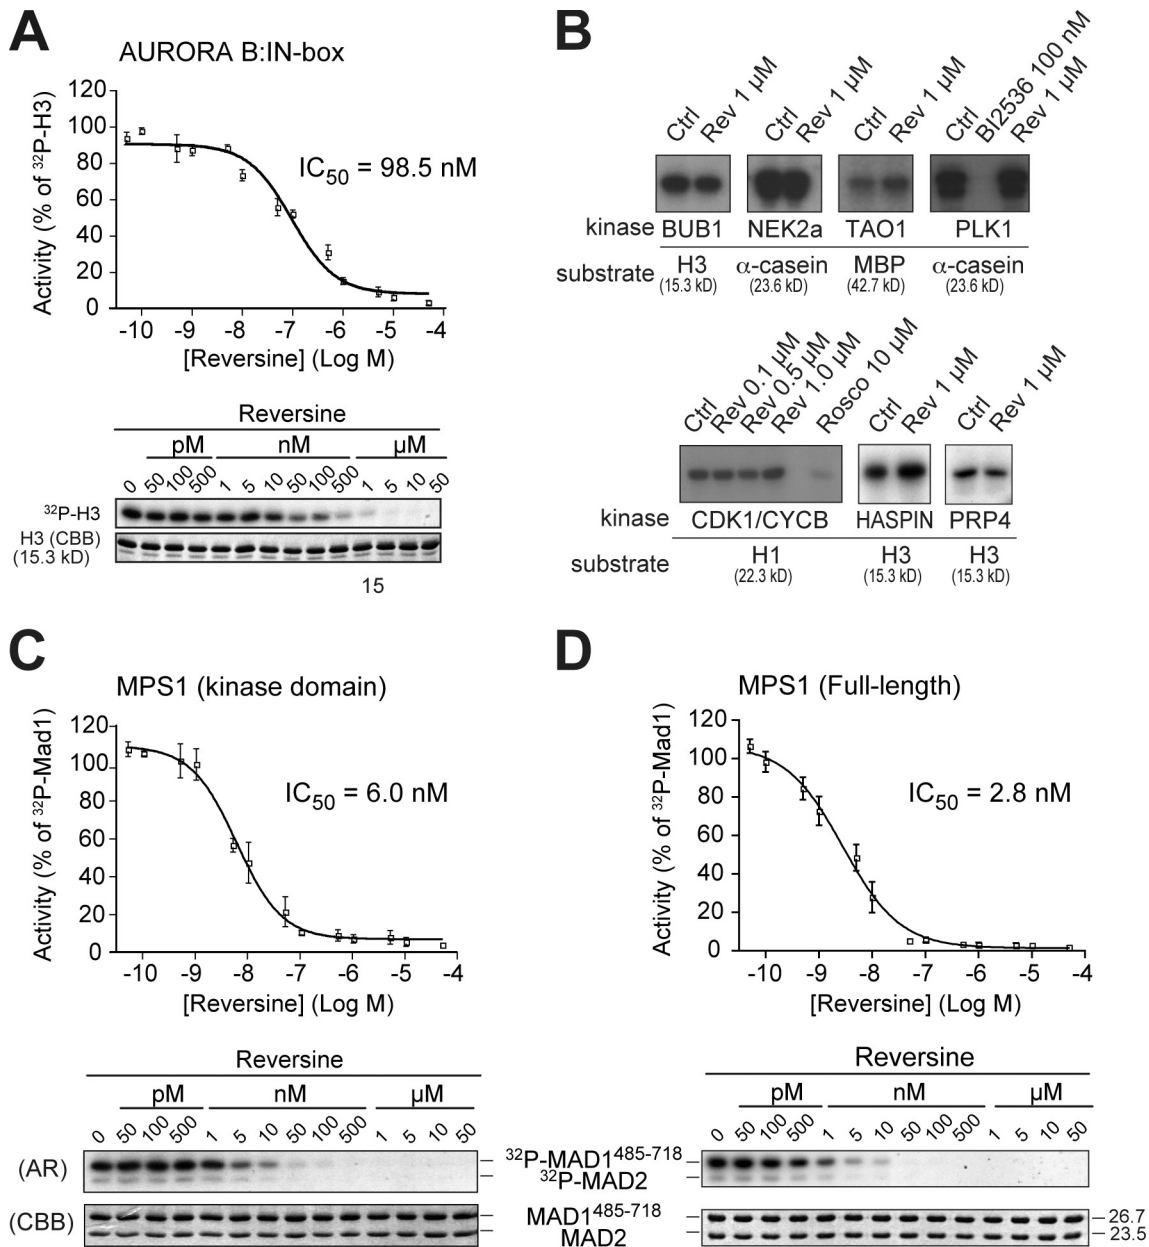 A
AURORA B:IN-box
Activity (% of 32P-H3)
120
100
80
60
40
20
0
IC50 = 98.5 nM
-10 -9 -8 -7 -6 -5 -4
[Reversine] (Log M)
Reversine
pM nM µM
0 50 100 500 1 5 10 50 100 500 1 5 10 50
32P-H3
H3 (CBB)
(15.3 kD)
15
B
Ctrl Rev 1 µM Ctrl Rev 1 µM Ctrl Rev 1 µM Ctrl BI2536 100 nM Rev 1 µM
kinase BUB1 NEK2a TAO1 PLK1
substrate H3 α-casein MBP α-casein
(15.3 kD) (23.6 kD) (42.7 kD) (23.6 kD)
Ctrl Rev 0.1 µM Rev 0.5 µM Rev 1.0 µM Rosco 10 µM Ctrl Rev 1 µM Ctrl Rev 1 µM
kinase CDK1/CYCB HASPIN PRP4
substrate H1 H3 H3
(22.3 kD) (15.3 kD) (15.3 kD)
C
MPS1 (kinase domain)
Activity (% of 32P-Mad1)
120
100
80
60
40
20
0
IC50 = 6.0 nM
-10 -9 -8 -7 -6 -5 -4
[Reversine] (Log M)
Reversine
pM nM µM
0 50 100 500 1 5 10 50 100 500 1 5 10 50
(AR)
(CBB)
D
MPS1 (Full-length)
Activity (% of 32P-Mad1)
120
100
80
60
40
20
0
IC50 = 2.8 nM
-10 -9 -8 -7 -6 -5 -4
[Reversine] (Log M)
Reversine
pM nM µM
0 50 100 500 1 5 10 50 100 500 1 5 10 50
32P-MAD1485-718
32P-MAD2
MAD1485-718
MAD2
26.7
23.5